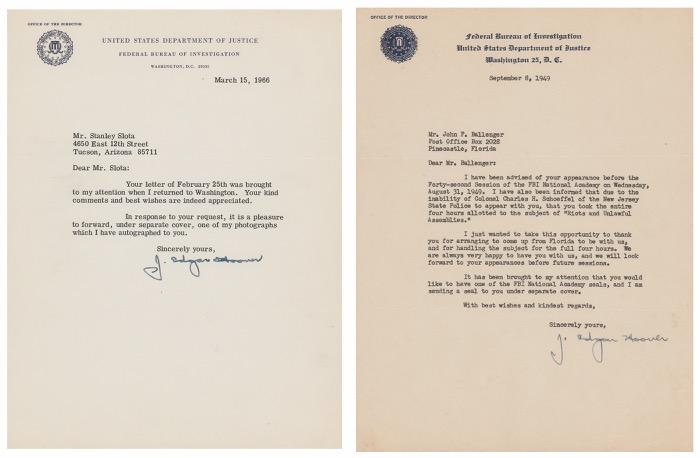 OFFICE OF THE DIRECTOR
UNITED STATES DEPARTMENT OF JUSTICE
FEDERAL BUREAU OF INVESTIGATION
WASHINGTON, D.C. 20535
March 15, 1966
Mr. Stanley Slota
4650 East 12th Street
Tucson, Arizona 85711
Dear Mr. Slota:
Your letter of February 25th was brought
to my attention when I returned to Washington. Your kind
comments and best wishes are indeed appreciated.
In response to your request, it is a pleasure
to forward, under separate cover, one of my photographs
which I have autographed to you.
Sincerely yours,
J. Edgar Hoover
OFFICE OF THE DIRECTOR
Federal Bureau of Investigation
United States Department of Justice
Washington 25, D. C.
September 8, 1949
Mr. John F. Ballenger
Post Office Box 2028
Pinecastle, Florida
Dear Mr. Ballenger:
I have been advised of your appearance before the
Forty-second Session of the FBI National Academy on Wednesday,
August 31, 1949. I have also been informed that due to the
inability of Colonel Charles H. Schoeffel of the New Jersey
State Police to appear with you, that you took the entire
four hours allotted to the subject of "Riots and Unlawful
Assemblies."
I just wanted to take this opportunity to thank
you for arranging to come up from Florida to be with us,
and for handling the subject for the full four hours. We
are always very happy to have you with us, and we will look
forward to your appearances before future sessions.
It has been brought to my attention that you would
like to have one of the FBI National Academy seals, and I am
sending a seal to you under separate cover.
With best wishes and kindest regards,
Sincerely yours,
J. Edgar Hoover